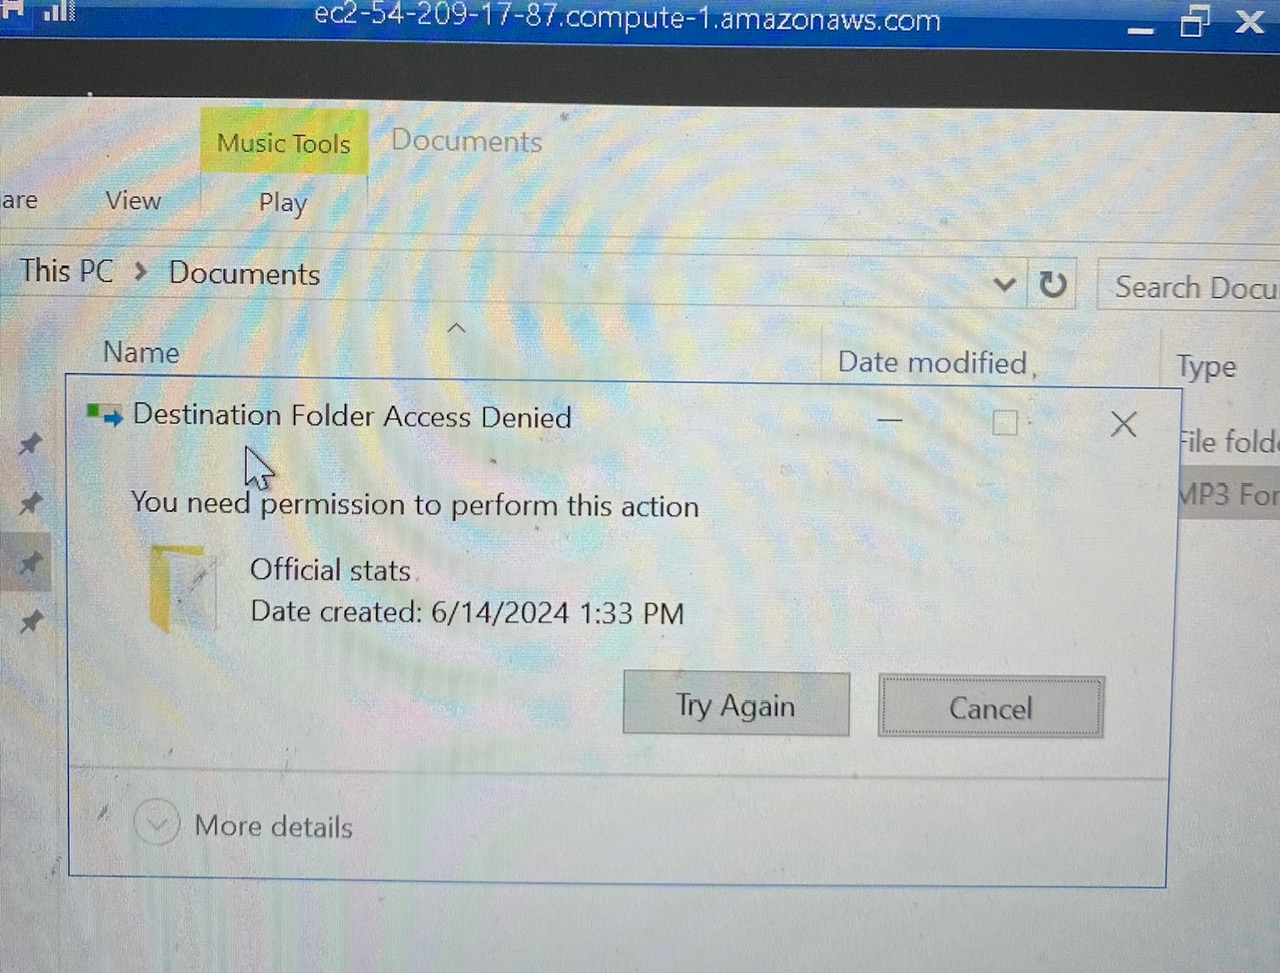 ec2-54-209-17-87.compute-1.amazonaws.com
Music Tools
Documents
are
View
Play
This PC > Documents
Search Docu
Name
Date modified
Type
Destination Folder Access Denied
File folde
You need permission to perform this action
MP3 For
Official stats
Date created: 6/14/2024 1:33 PM
Try Again
Cancel
More details